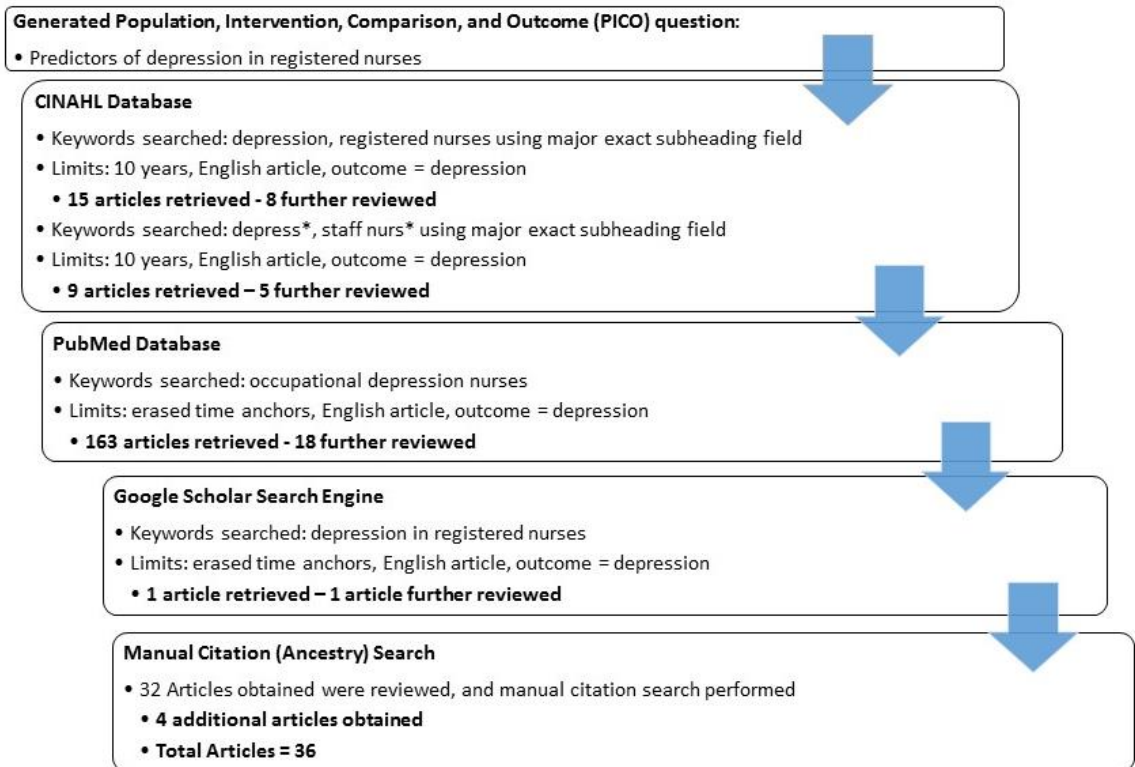 Generated Population, Intervention, Comparison, and Outcome (PICO) question:
• Predictors of depression in registered nurses
CINAHL Database
• Keywords searched: depression, registered nurses using major exact subheading field
• Limits: 10 years, English article, outcome = depression
• 15 articles retrieved - 8 further reviewed
• Keywords searched: depress*, staff nurs* using major exact subheading field
• Limits: 10 years, English article, outcome = depression
• 9 articles retrieved – 5 further reviewed
PubMed Database
• Keywords searched: occupational depression nurses
• Limits: erased time anchors, English article, outcome = depression
• 163 articles retrieved - 18 further reviewed
Google Scholar Search Engine
• Keywords searched: depression in registered nurses
• Limits: erased time anchors, English article, outcome = depression
• 1 article retrieved – 1 article further reviewed
Manual Citation (Ancestry) Search
• 32 Articles obtained were reviewed, and manual citation search performed
• 4 additional articles obtained
• Total Articles = 36